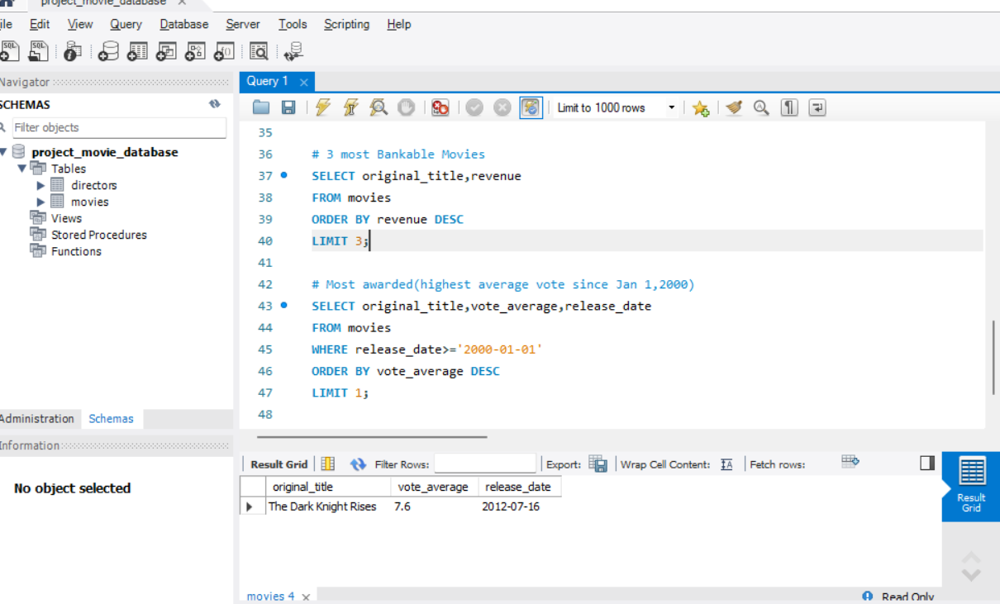 project_movie_database ×
ile Edit View Query Database Server Tools Scripting Help
Navigator
SCHEMAS
Filter objects
project_movie_database
Tables
directors
movies
Views
Stored Procedures
Functions
Administration Schemas
Information
No object selected
Query 1 ×
Limit to 1000 rows
35
36 # 3 most Bankable Movies
37 SELECT original_title,revenue
38 FROM movies
39 ORDER BY revenue DESC
40 LIMIT 3;
41
42 # Most awarded(highest average vote since Jan 1,2000)
43 SELECT original_title,vote_average,release_date
44 FROM movies
45 WHERE release_date>='2000-01-01'
46 ORDER BY vote_average DESC
47 LIMIT 1;
48
Result Grid Filter Rows: Export: Wrap Cell Content: Fetch rows:
original_title vote_average release_date
The Dark Knight Rises 7.6 2012-07-16
Result
Grid
movies 4 ×
Read Only